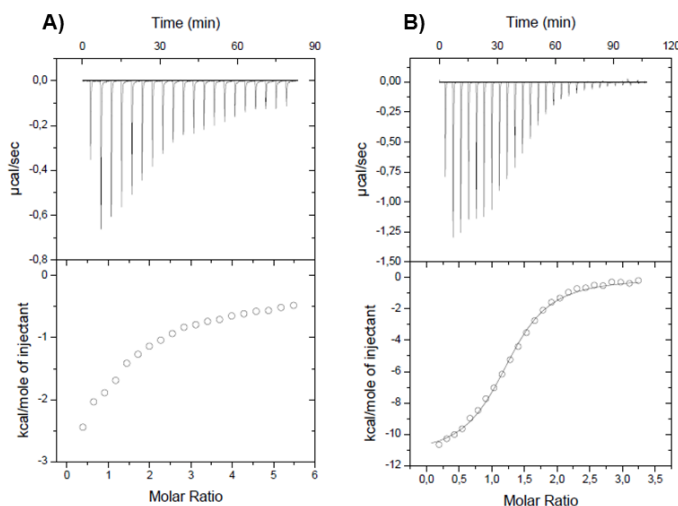 A)
Time (min)
0 30 60 90
0,0
-0,2
-0,4
-0,6
-0,8
µcal/sec
0
-1
-2
-3
kcal/mole of injectant
0 1 2 3 4 5 6
Molar Ratio
B)
Time (min)
0 30 60 90 120
0,00
-0,25
-0,50
-0,75
-1,00
-1,25
-1,50
µcal/sec
0
-2
-4
-6
-8
-10
-12
kcal/mole of injectant
0,0 0,5 1,0 1,5 2,0 2,5 3,0 3,5
Molar Ratio